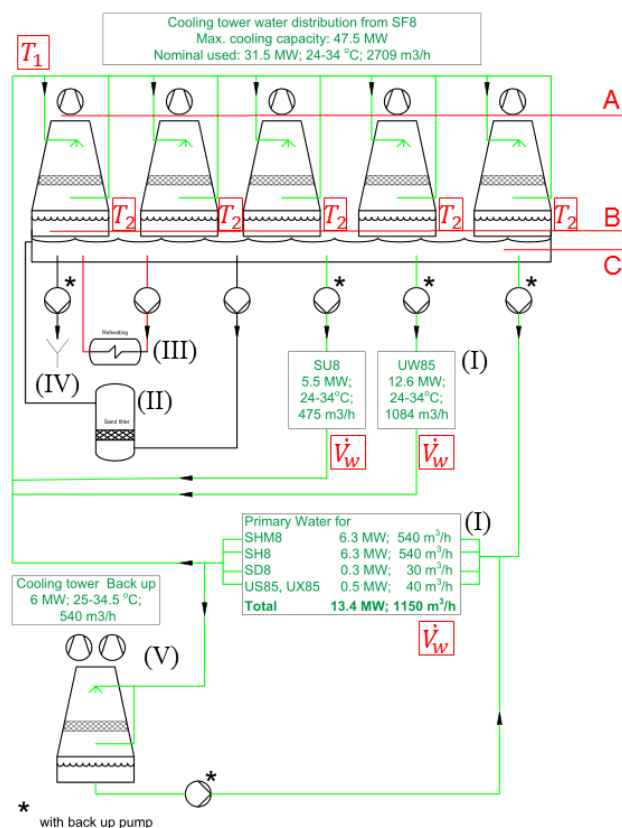 Cooling tower water distribution from SF8
Max. cooling capacity: 47.5 MW
Nominal used: 31.5 MW; 24-34 °C; 2709 m3/h
T₁
A
T₂ T₂ T₂ T₂ T₂
B
C
* * * *
Reheating
(III)
(IV)
(II)
Sand filter
SU8
5.5 MW;
24-34°C;
475 m3/h
UW85
12.6 MW;
24-34°C;
1084 m3/h
(I)
V̇w V̇w
Primary Water for
SHM8 6.3 MW; 540 m³/h
SH8 6.3 MW; 540 m³/h
SD8 0.3 MW; 30 m³/h
US85, UX85 0.5 MW; 40 m³/h
Total 13.4 MW; 1150 m³/h
(I)
V̇w
Cooling tower Back up
6 MW; 25-34.5 °C;
540 m3/h
(V)
*
* with back up pump